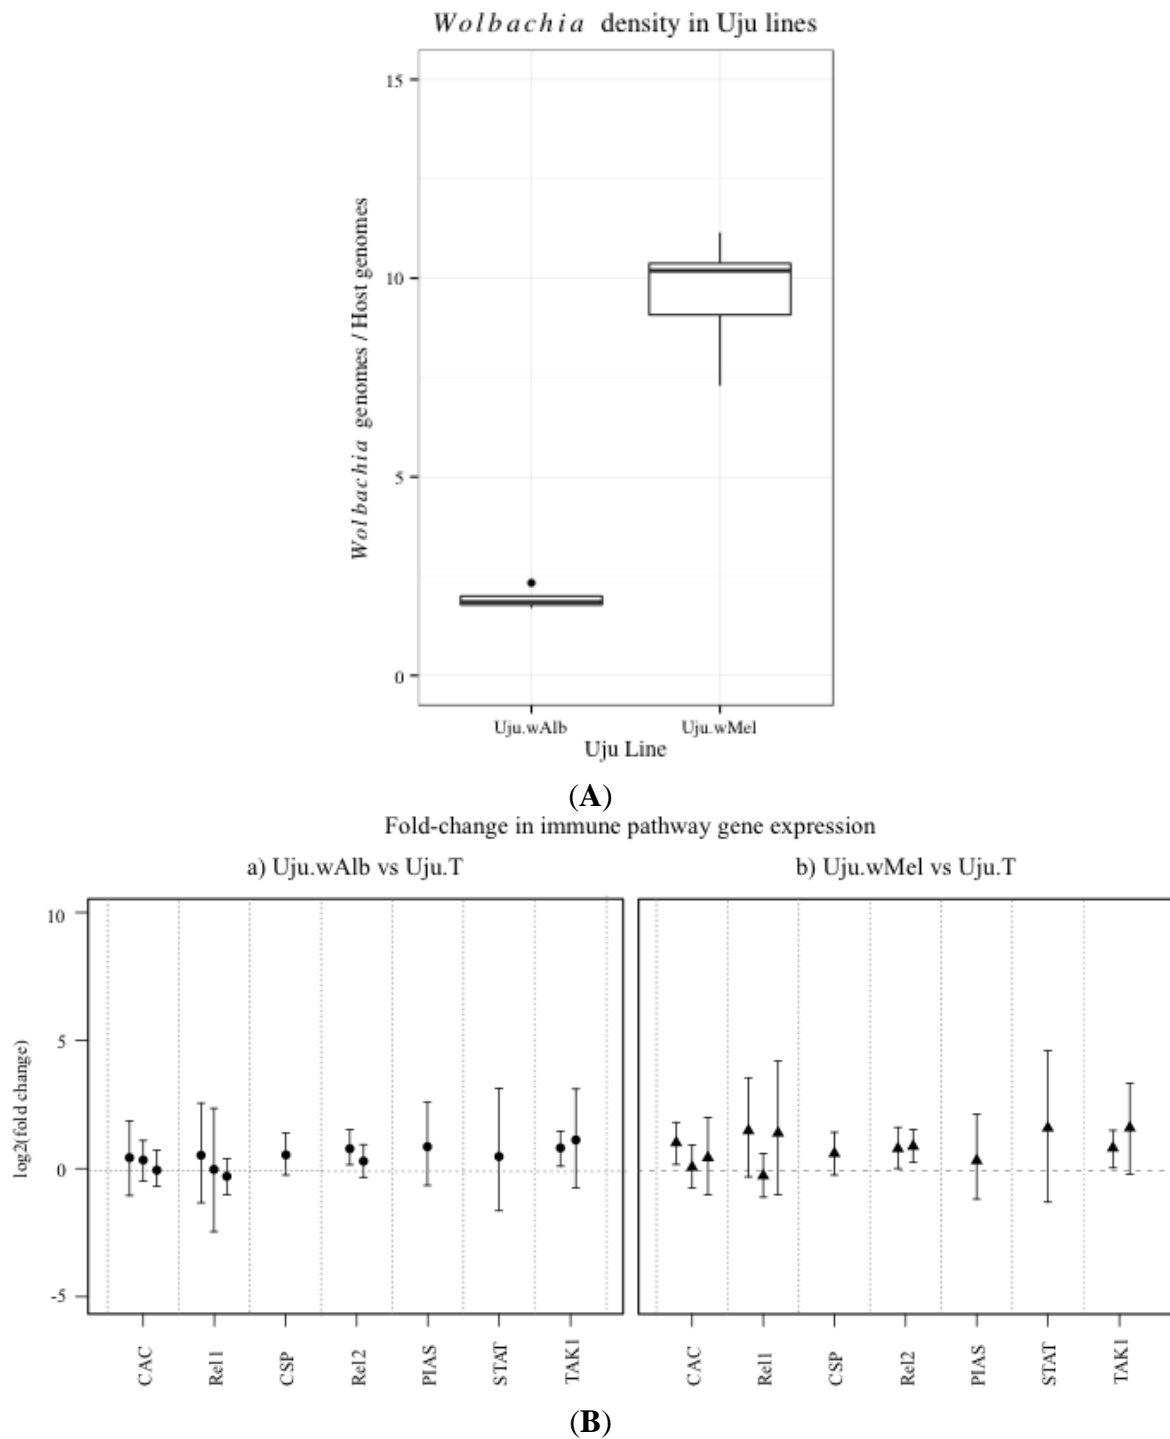 Wolbachia density in Uju lines
15
10
5
0
Wolbachia genomes / Host genomes
Uju.wAlb
Uju.wMel
Uju Line
(A)
Fold-change in immune pathway gene expression
a) Uju.wAlb vs Uju.T
b) Uju.wMel vs Uju.T
10
5
0
-5
log2(fold change)
CAC
Rel1
CSP
Rel2
PIAS
STAT
TAK1
CAC
Rel1
CSP
Rel2
PIAS
STAT
TAK1
(B)